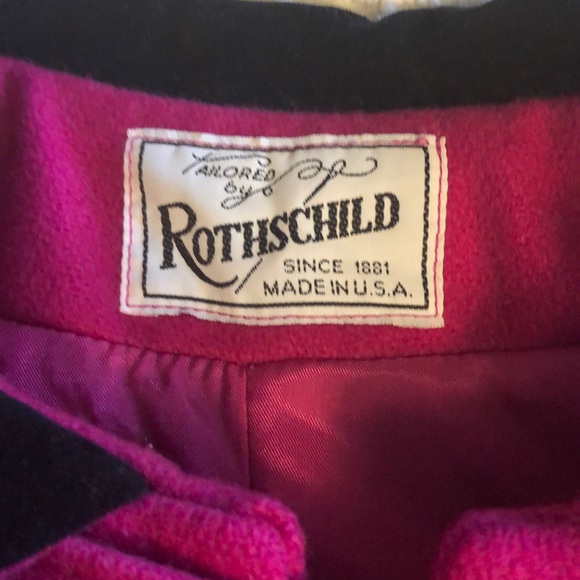 TAILORED
by
ROTHSCHILD
SINCE 1881
MADE IN U.S.A.